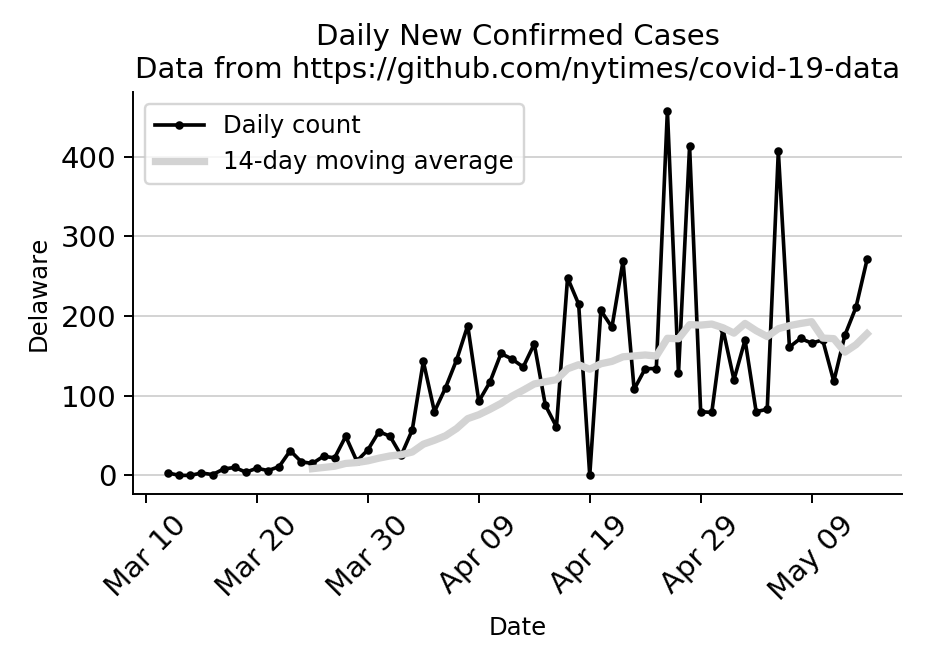 Daily New Confirmed Cases
Data from https://github.com/nytimes/covid-19-data
Daily count
14-day moving average
400
300
200
100
0
Delaware
Mar 10
Mar 20
Mar 30
Apr 09
Apr 19
Apr 29
May 09
Date